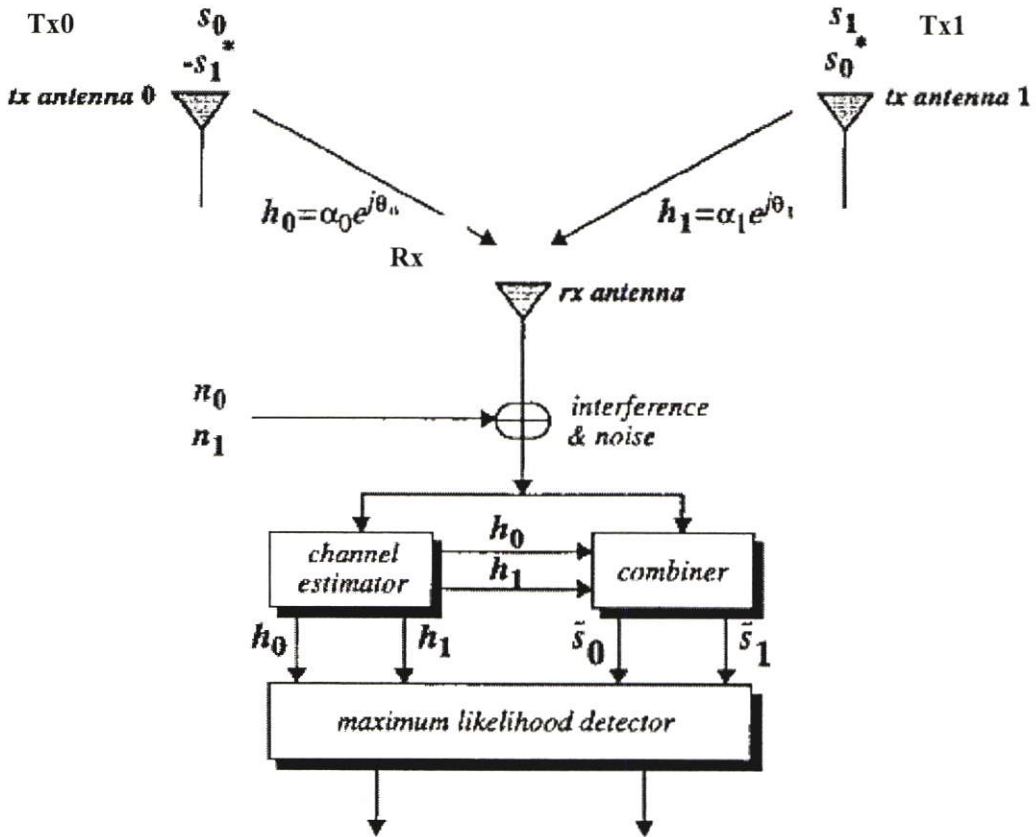 Tx0
s₀
-s₁*
tx antenna 0
s₁
Tx1
s₀*
tx antenna 1
h₀=α₀e^{jθ₀}
h₁=α₁e^{jθ₁}
Rx
rx antenna
n₀
n₁
interference
& noise
channel
estimator
h₀
h₁
combiner
h₀
h₁
s̃₀
s̃₁
maximum likelihood detector